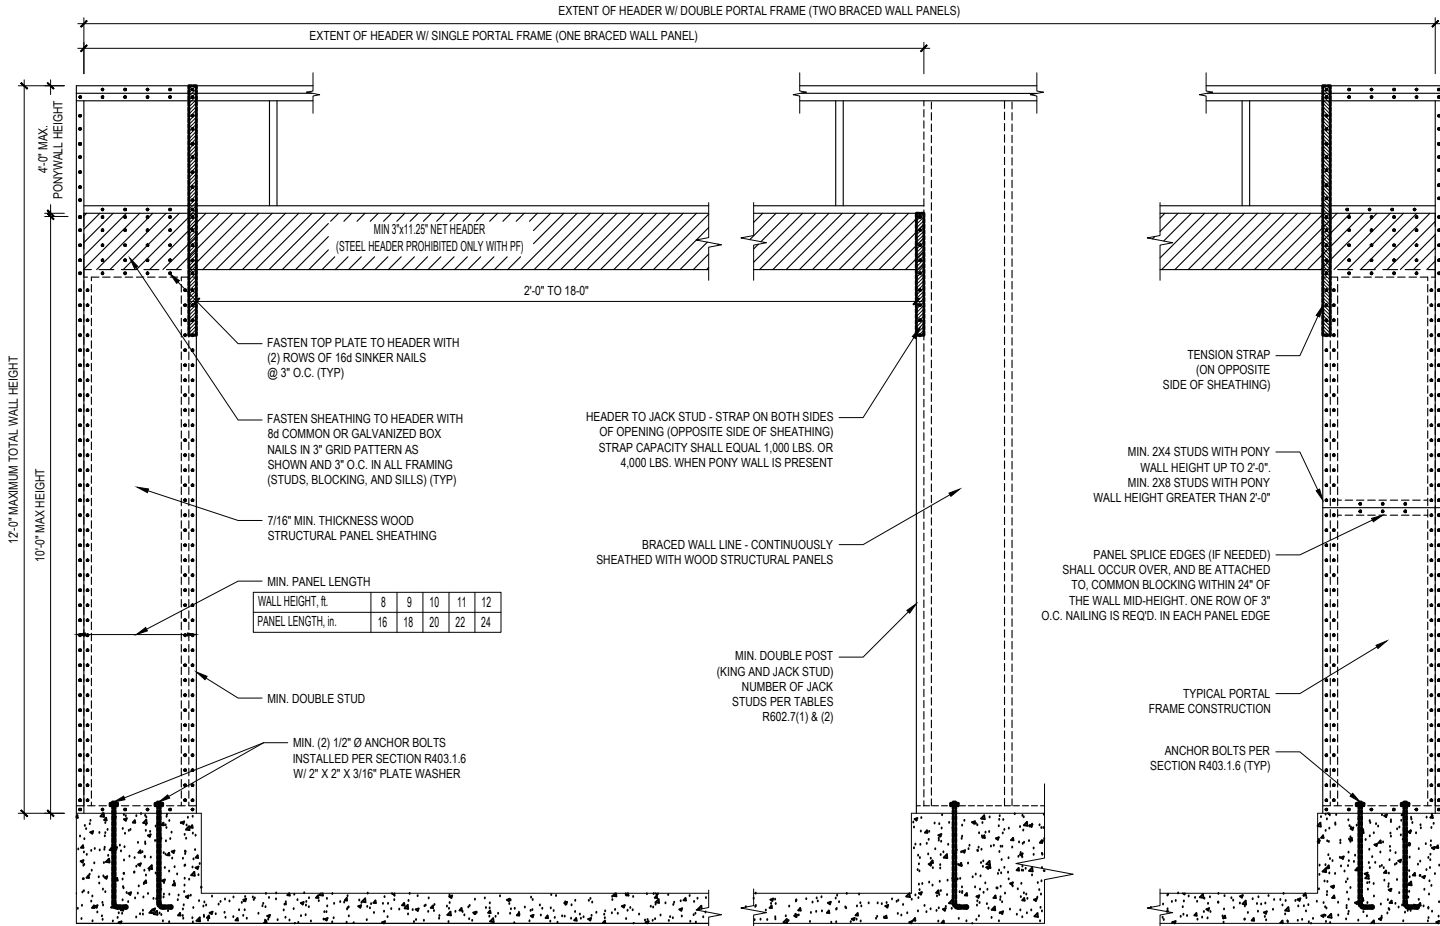 EXTENT OF HEADER W/ DOUBLE PORTAL FRAME (TWO BRACED WALL PANELS)
EXTENT OF HEADER W/ SINGLE PORTAL FRAME (ONE BRACED WALL PANEL)
4'-0" MAX.
PONYWALL HEIGHT
12'-0" MAXIMUM TOTAL WALL HEIGHT
10'-0" MAX HEIGHT
MIN 3"x11.25" NET HEADER
(STEEL HEADER PROHIBITED ONLY WITH PF)
2'-0" TO 18-0"
FASTEN TOP PLATE TO HEADER WITH
(2) ROWS OF 16d SINKER NAILS
@ 3" O.C. (TYP)
FASTEN SHEATHING TO HEADER WITH
8d COMMON OR GALVANIZED BOX
NAILS IN 3" GRID PATTERN AS
SHOWN AND 3" O.C. IN ALL FRAMING
(STUDS, BLOCKING, AND SILLS) (TYP)
7/16" MIN. THICKNESS WOOD
STRUCTURAL PANEL SHEATHING
MIN. PANEL LENGTH
WALL HEIGHT, ft. 8 9 10 11 12
PANEL LENGTH, in. 16 18 20 22 24
MIN. DOUBLE STUD
MIN. (2) 1/2" Ø ANCHOR BOLTS
INSTALLED PER SECTION R403.1.6
W/ 2" X 2" X 3/16" PLATE WASHER
HEADER TO JACK STUD - STRAP ON BOTH SIDES
OF OPENING (OPPOSITE SIDE OF SHEATHING)
STRAP CAPACITY SHALL EQUAL 1,000 LBS. OR
4,000 LBS. WHEN PONY WALL IS PRESENT
BRACED WALL LINE - CONTINUOUSLY
SHEATHED WITH WOOD STRUCTURAL PANELS
MIN. DOUBLE POST
(KING AND JACK STUD)
NUMBER OF JACK
STUDS PER TABLES
R602.7(1) & (2)
TENSION STRAP
(ON OPPOSITE
SIDE OF SHEATHING)
MIN. 2X4 STUDS WITH PONY
WALL HEIGHT UP TO 2'-0".
MIN. 2X8 STUDS WITH PONY
WALL HEIGHT GREATER THAN 2'-0"
PANEL SPLICE EDGES (IF NEEDED)
SHALL OCCUR OVER, AND BE ATTACHED
TO, COMMON BLOCKING WITHIN 24" OF
THE WALL MID-HEIGHT. ONE ROW OF 3"
O.C. NAILING IS REQ'D. IN EACH PANEL EDGE
TYPICAL PORTAL
FRAME CONSTRUCTION
ANCHOR BOLTS PER
SECTION R403.1.6 (TYP)